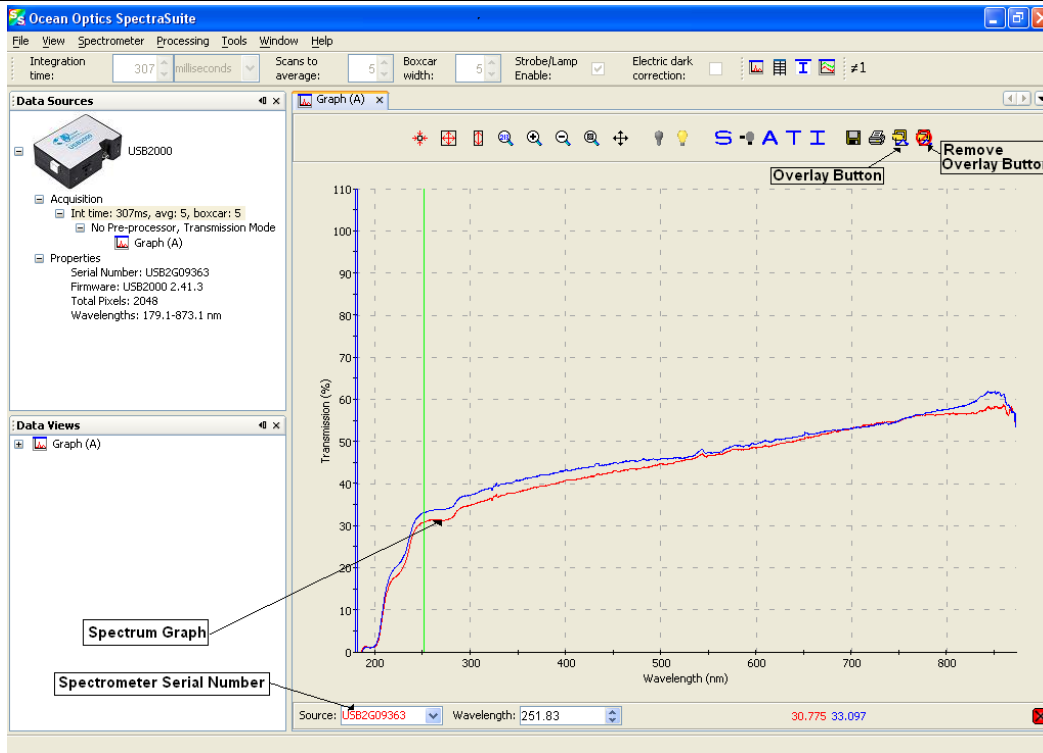 Ocean Optics SpectraSuite
File View Spectrometer Processing Tools Window Help
Integration time: 307 milliseconds Scans to average: 5 Boxcar width: 5 Strobe/Lamp Enable: Electric dark correction: ≠1
Data Sources
USB2000
Acquisition
Int time: 307ms, avg: 5, boxcar: 5
No Pre-processor, Transmission Mode
Graph (A)
Properties
Serial Number: USB2G09363
Firmware: USB2000 2.41.3
Total Pixels: 2048
Wavelengths: 179.1-873.1 nm
Data Views
Graph (A)
Graph (A)
S A T I
Overlay Button
Remove
Overlay Button
110
100
90
80
70
60
50
40
30
20
10
0
Transmission (%)
200 300 400 500 600 700 800
Wavelength (nm)
Spectrum Graph
Spectrometer Serial Number
Source: USB2G09363 Wavelength: 251.83 30.775 33.097